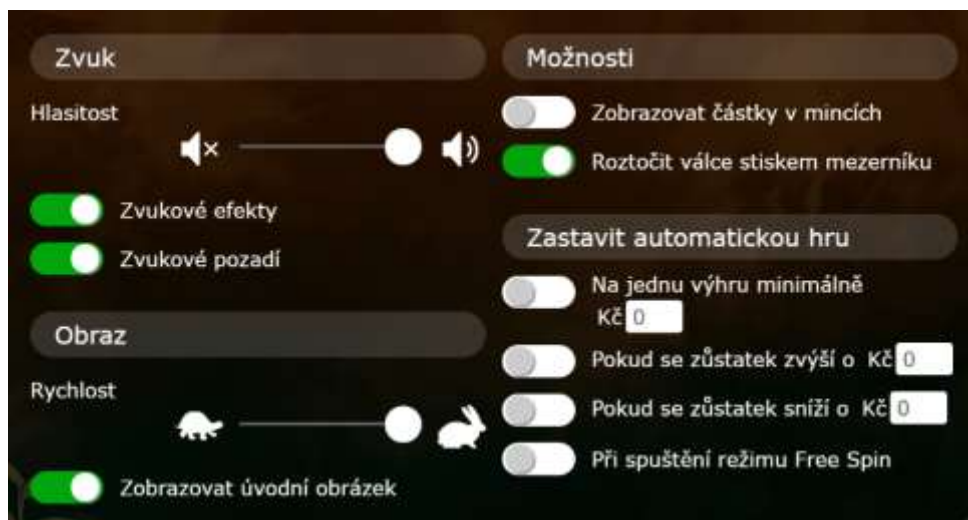 Zvuk
Hlasitost
Zvukové efekty
Zvukové pozadí
Obraz
Rychlost
Zobrazovat úvodní obrázek
Možnosti
Zobrazovat částky v mincích
Roztočit válce stiskem mezerníku
Zastavit automatickou hru
Na jednu výhru minimálně
Kč 0
Pokud se zůstatek zvýší o Kč 0
Pokud se zůstatek sníží o Kč 0
Při spuštění režimu Free Spin